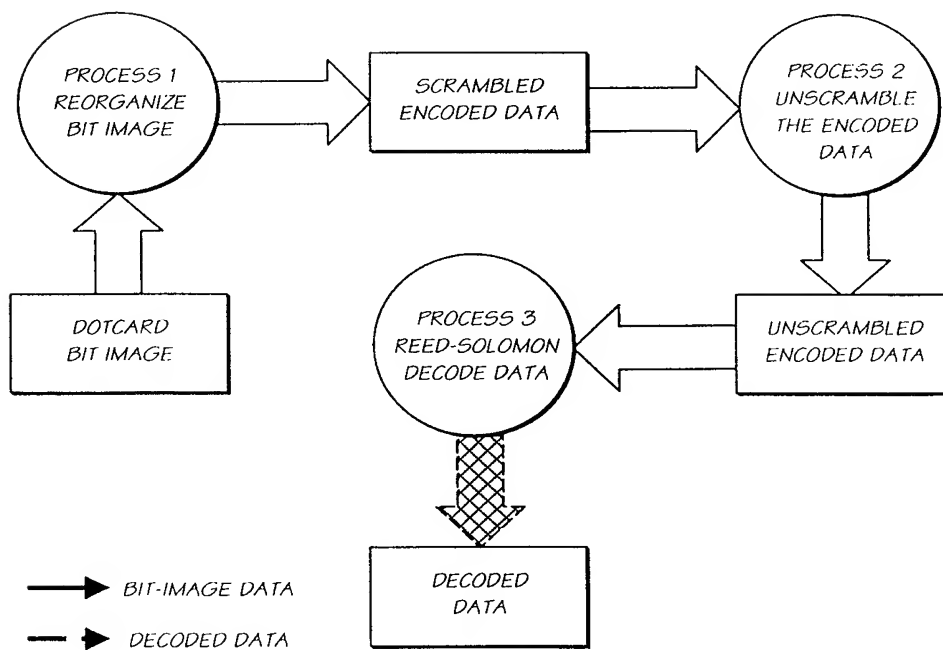 PROCESS 1
REORGANIZE
BIT IMAGE
SCRAMBLED
ENCODED DATA
PROCESS 2
UNSCRAMBLE
THE ENCODED
DATA
DOTCARD
BIT IMAGE
PROCESS 3
REED-SOLOMON
DECODE DATA
UNSCRAMBLED
ENCODED DATA
DECODED
DATA
BIT-IMAGE DATA
DECODED DATA